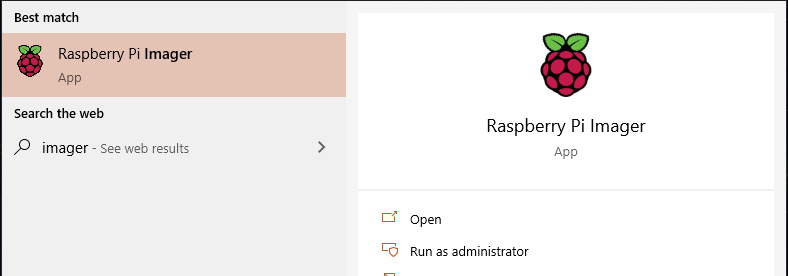 Best match
Raspberry Pi Imager
App
Search the web
imager - See web results
Raspberry Pi Imager
App
Open
Run as administrator